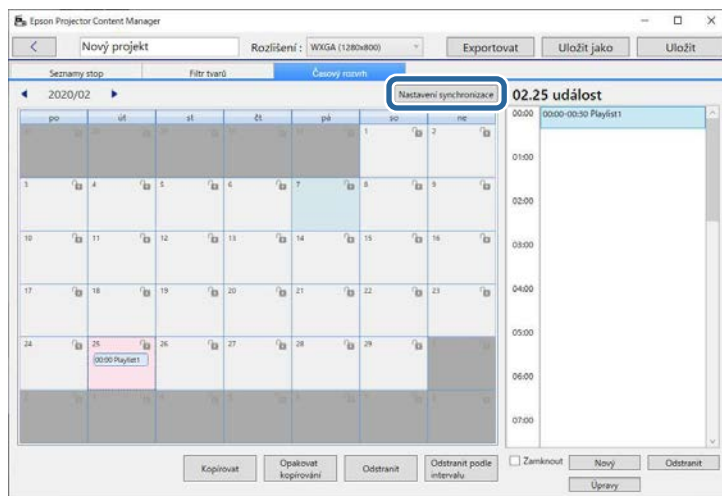 Epson Projector Content Manager
Nový projekt
Rozlišení : WXGA (1280x800)
Exportovat
Uložit jako
Uložit
Seznamy stop
Filtr tvarů
Časový rozvrh
2020/02
Nastavení synchronizace
02.25 událost
po út st čt pá so ne
1 2
3 4 5 6 7 8 9
10 11 12 13 14 15 16
17 18 19 20 21 22 23
24 25 26 27 28 29
00:00 Playlist1
00:00 00:00-00:30 Playlist1
01:00
02:00
03:00
04:00
05:00
06:00
07:00
Kopírovat
Opakovat
kopírování
Odstranit
Odstranit podle
intervalu
Zamknout
Nový
Odstranit
Úpravy